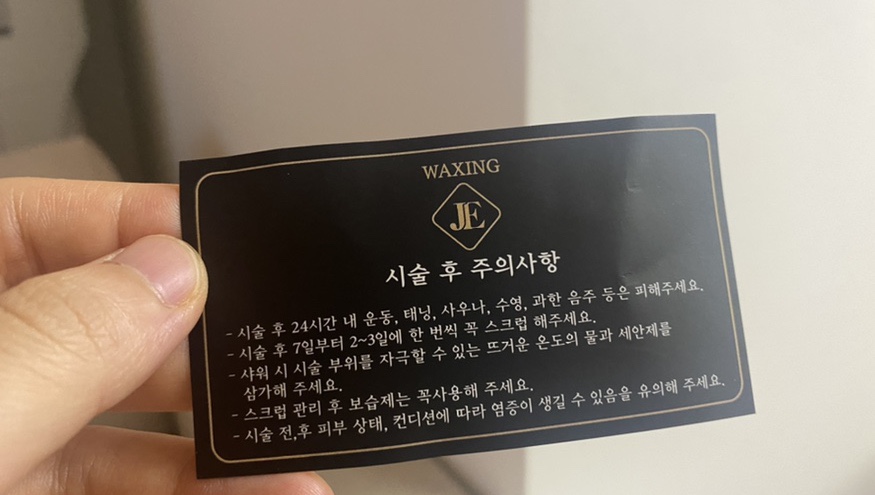 WAXING
JE
시술 후 주의사항
- 시술 후 24시간 내 운동, 태닝, 사우나, 수영, 과한 음주 등은 피해주세요.
- 시술 후 7일부터 2~3일에 한 번씩 꼭 스크럽 해주세요.
- 샤워 시 시술 부위를 자극할 수 있는 뜨거운 온도의 물과 세안제를
삼가해 주세요.
- 스크럽 관리 후 보습제는 꼭사용해 주세요.
- 시술 전,후 피부 상태, 컨디션에 따라 염증이 생길 수 있음을 유의해 주세요.